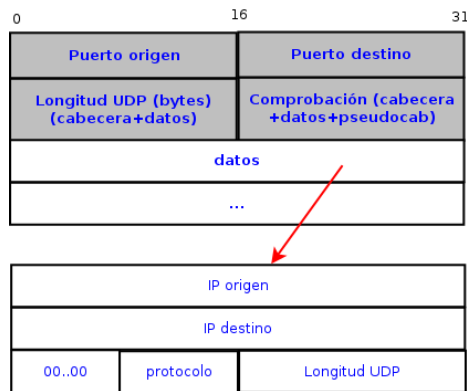 0 16 31
Puerto origen Puerto destino
Longitud UDP (bytes) Comprobación (cabecera
(cabecera+datos) +datos+pseudocab)
datos
...
IP origen
IP destino
00..00 protocolo Longitud UDP